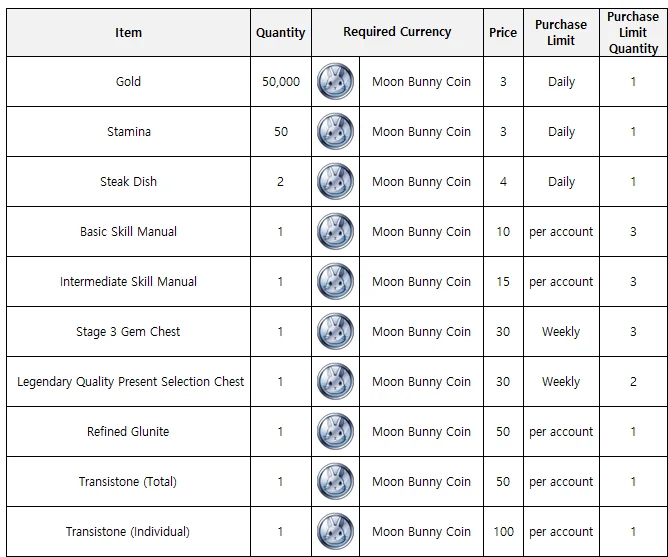 Item Quantity Required Currency Price Purchase Limit Purchase Limit Quantity
Gold 50,000 Moon Bunny Coin 3 Daily 1
Stamina 50 Moon Bunny Coin 3 Daily 1
Steak Dish 2 Moon Bunny Coin 4 Daily 1
Basic Skill Manual 1 Moon Bunny Coin 10 per account 3
Intermediate Skill Manual 1 Moon Bunny Coin 15 per account 3
Stage 3 Gem Chest 1 Moon Bunny Coin 30 Weekly 3
Legendary Quality Present Selection Chest 1 Moon Bunny Coin 30 Weekly 2
Refined Glunite 1 Moon Bunny Coin 50 per account 1
Transistone (Total) 1 Moon Bunny Coin 50 per account 1
Transistone (Individual) 1 Moon Bunny Coin 100 per account 1